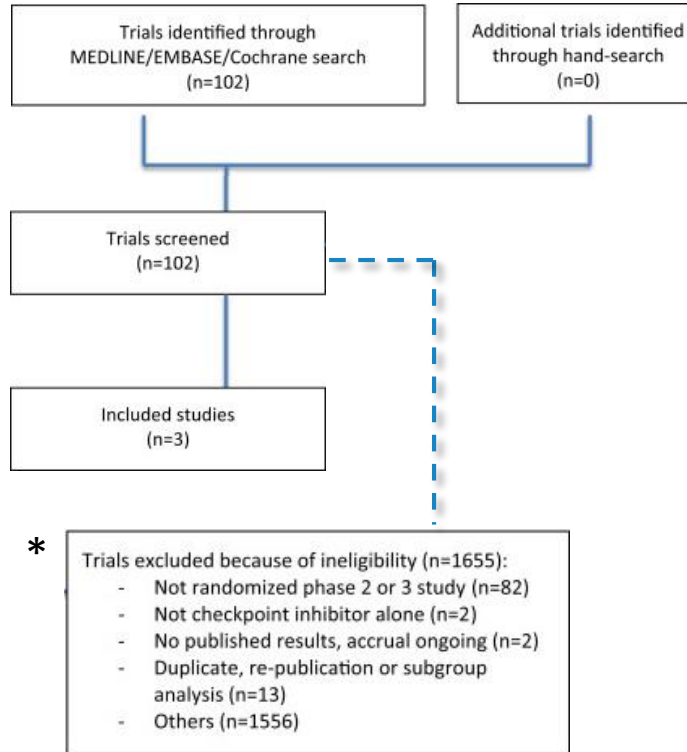 Trials identified through
MEDLINE/EMBASE/Cochrane search
(n=102)
Additional trials identified
through hand-search
(n=0)
Trials screened
(n=102)
Included studies
(n=3)
*
Trials excluded because of ineligibility (n=1655):
- Not randomized phase 2 or 3 study (n=82)
- Not checkpoint inhibitor alone (n=2)
- No published results, accrual ongoing (n=2)
- Duplicate, re-publication or subgroup
analysis (n=13)
- Others (n=1556)